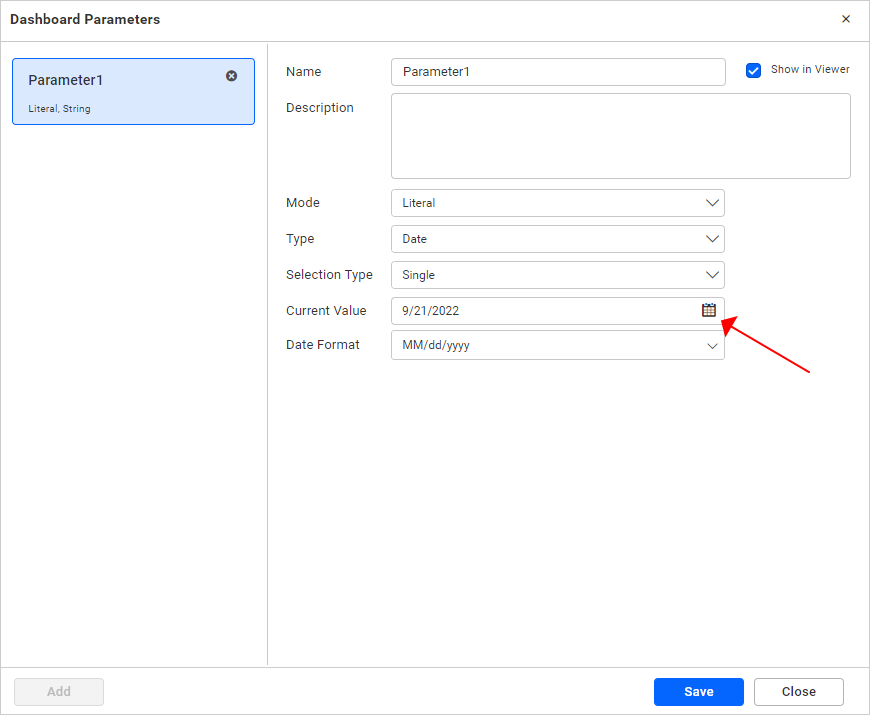 Dashboard Parameters
Parameter1
Literal, String
Name
Parameter1
Show in Viewer
Description
Mode
Literal
Type
Date
Selection Type
Single
Current Value
9/21/2022
Date Format
MM/dd/yyyy
Add
Save
Close